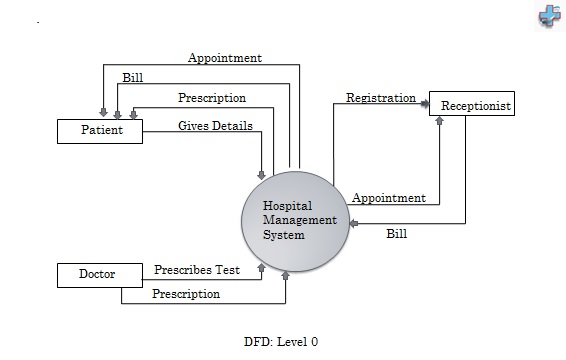 Appointment
Bill
Prescription
Registration
Receptionist
Patient
Gives Details
Appointment
Hospital
Management
System
Bill
Doctor
Prescribes Test
Prescription
DFD: Level 0